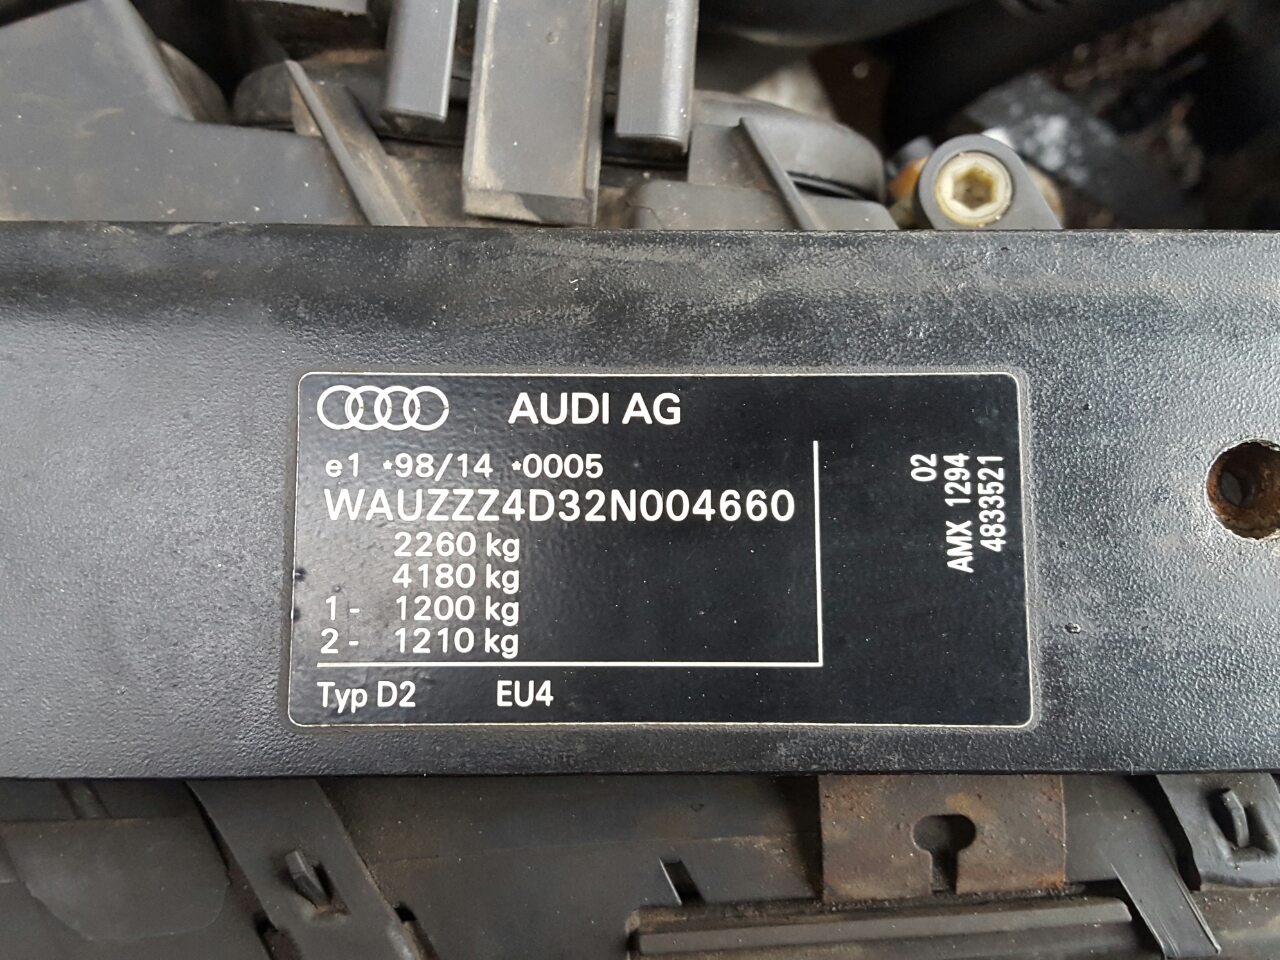 AUDI AG
e1 *98/14 *0005
WAUZZZ4D32N004660
2260 kg
4180 kg
1 - 1200 kg
2 - 1210 kg
Typ D2 EU4
02
AMX 1294
4833521